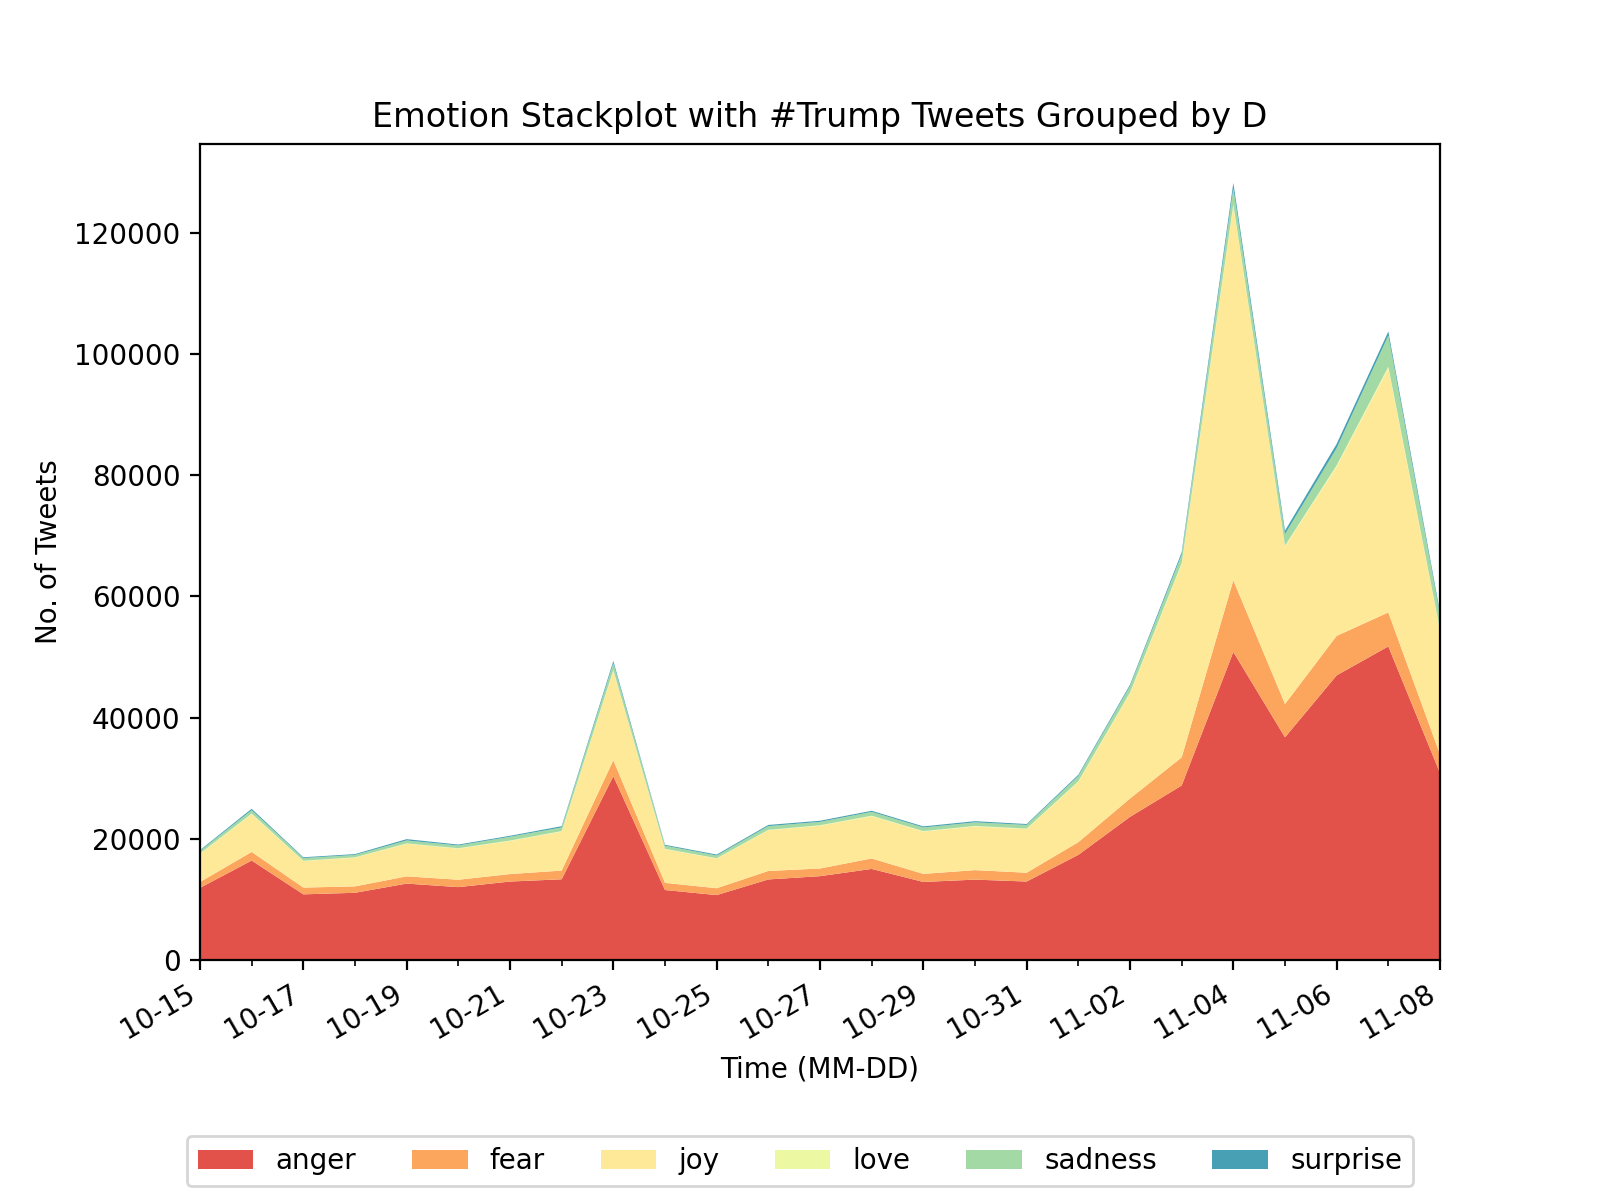 Emotion Stackplot with #Trump Tweets Grouped by D
No. of Tweets
120000
100000
80000
60000
40000
20000
0
10-15 10-17 10-19 10-21 10-23 10-25 10-27 10-29 10-31 11-02 11-04 11-06 11-08
Time (MM-DD)
anger fear joy love sadness surprise